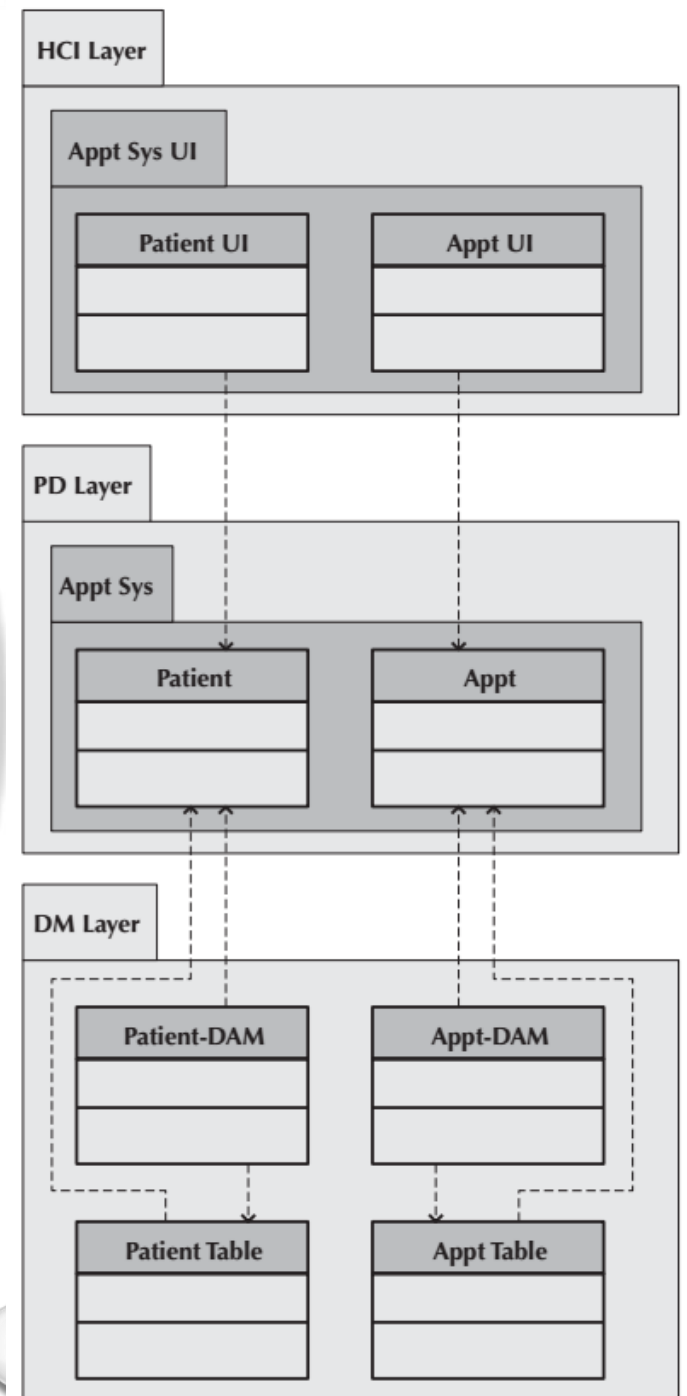 HCI Layer
Appt Sys UI
Patient UI
Appt UI
PD Layer
Appt Sys
Patient
Appt
DM Layer
Patient-DAM
Appt-DAM
Patient Table
Appt Table